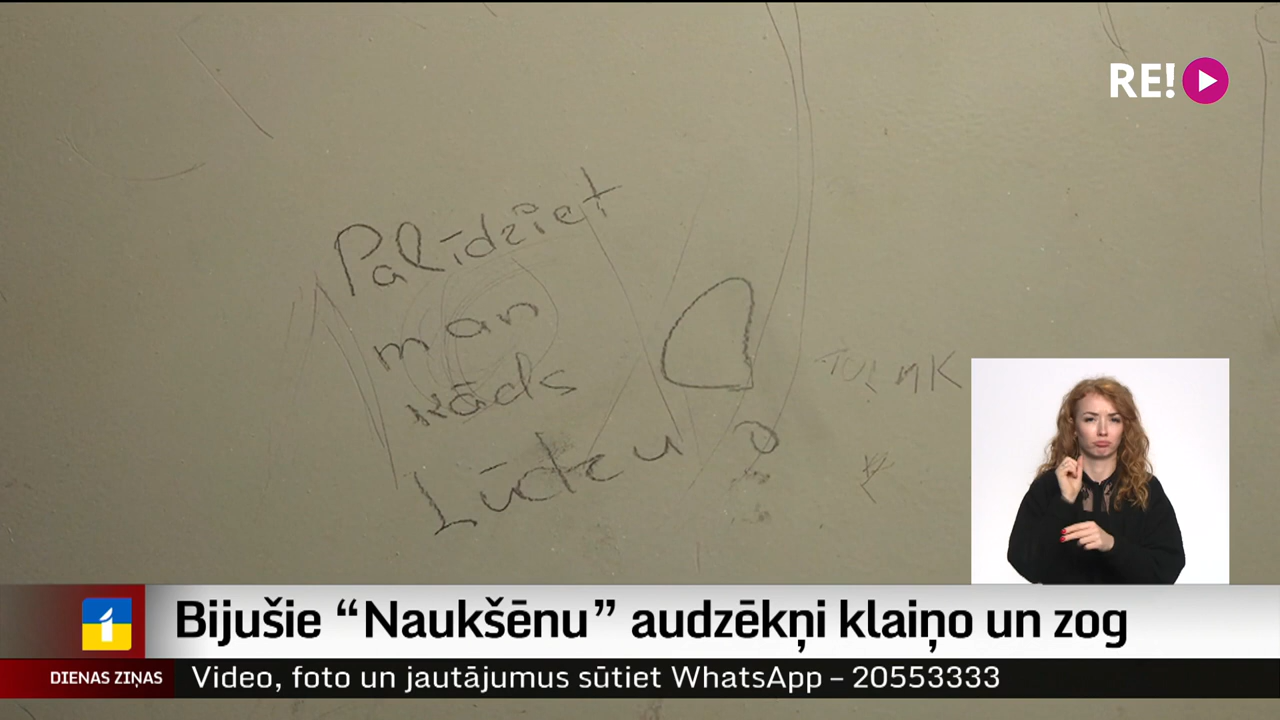 RE!
Palīdziet
man
kāds
Lūdzu
1
Bijušie “Naukšēnu” audzēkņi klaiņo un zog
DIENAS ZIŅAS
Video, foto un jautājumus sūtiet WhatsApp – 20553333